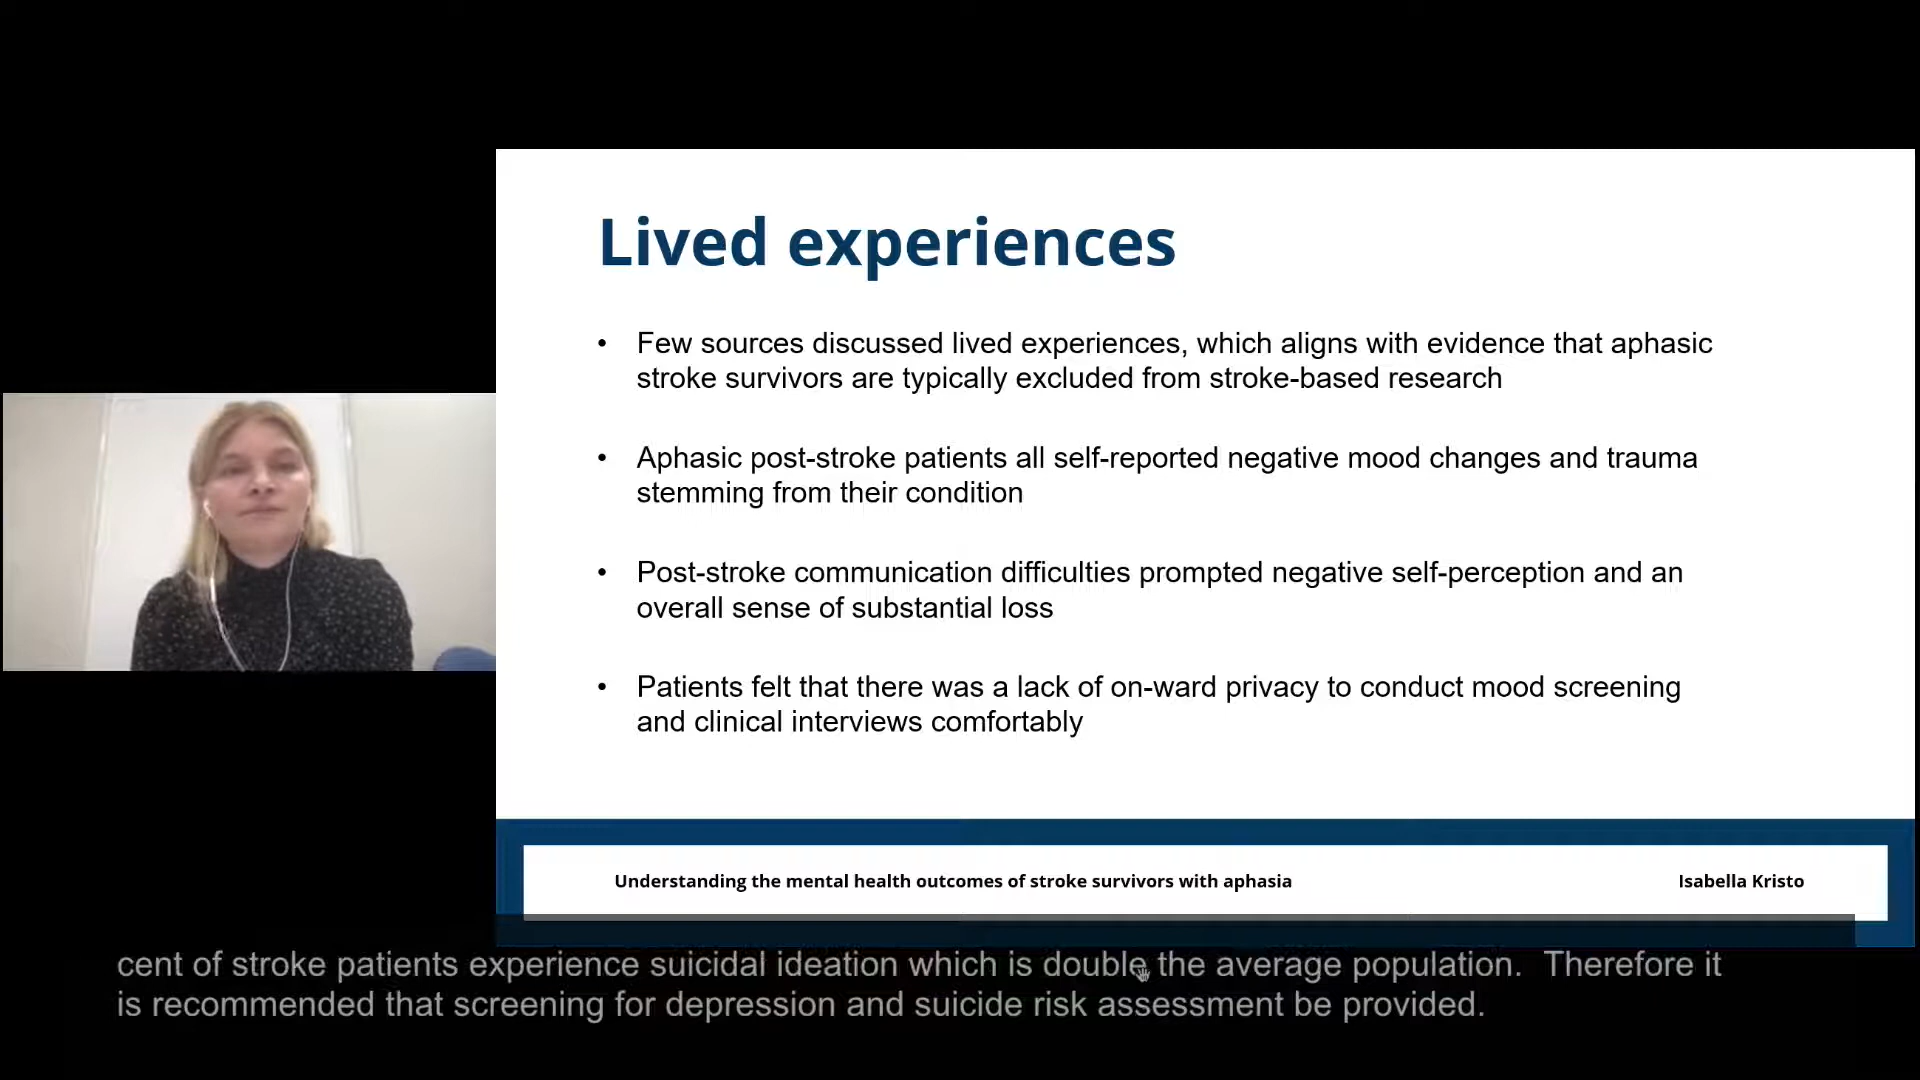 Lived experiences
• Few sources discussed lived experiences, which aligns with evidence that aphasic
stroke survivors are typically excluded from stroke-based research
• Aphasic post-stroke patients all self-reported negative mood changes and trauma
stemming from their condition
• Post-stroke communication difficulties prompted negative self-perception and an
overall sense of substantial loss
• Patients felt that there was a lack of on-ward privacy to conduct mood screening
and clinical interviews comfortably
Understanding the mental health outcomes of stroke survivors with aphasia
Isabella Kristo
cent of stroke patients experience suicidal ideation which is double the average population.  Therefore it
is recommended that screening for depression and suicide risk assessment be provided.